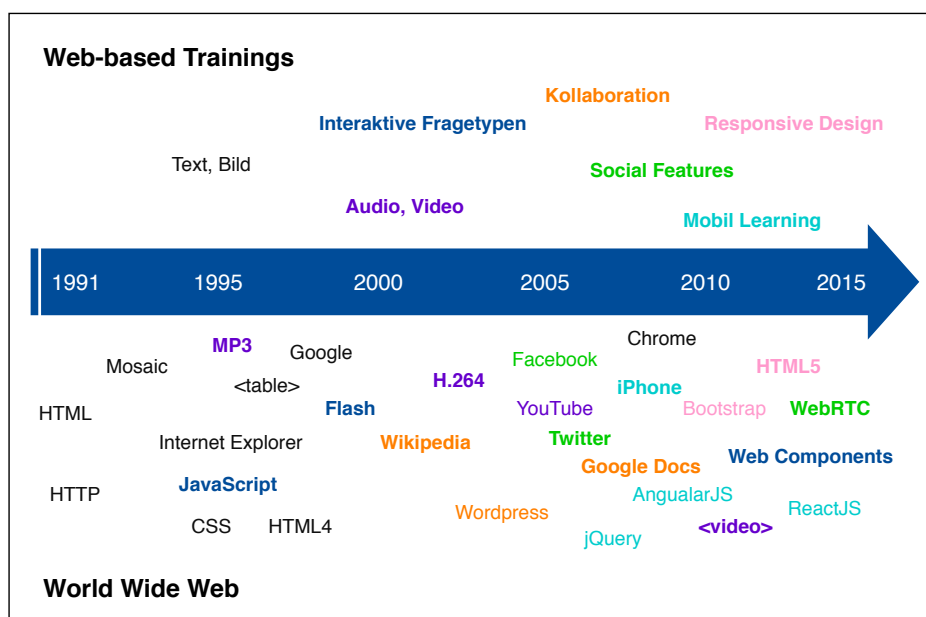 Web-based Trainings
Kollaboration
Interaktive Fragetypen Responsive Design
Text, Bild
Social Features
Audio, Video
Mobil Learning
1991 1995 2000 2005 2010 2015
Chrome
MP3 Google
Mosaic Facebook HTML5
<table> H.264 iPhone
HTML Flash YouTube Bootstrap WebRTC
Internet Explorer Wikipedia Twitter
Google Docs Web Components
HTTP JavaScript AngualarJS
Wordpress ReactJS
CSS HTML4 <video>
jQuery
World Wide Web